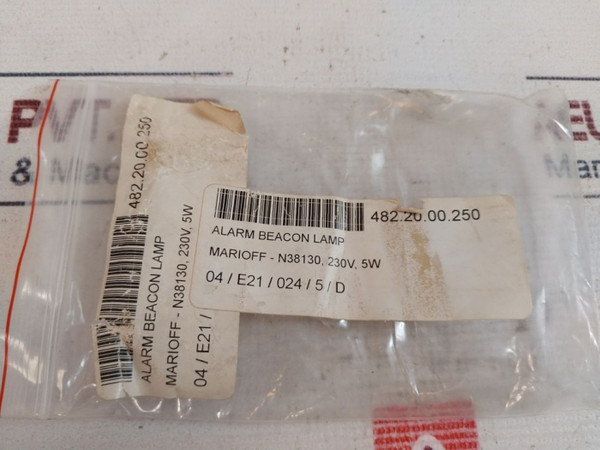 PVT.
& Mac
Mar
482.20.00.250
ALARM BEACON LAMP
MARIOFF - N38130, 230V, 5W
04 / E21 /
482.20.00.250
ALARM BEACON LAMP
MARIOFF - N38130, 230V, 5W
04 / E21 / 024 / 5 / D